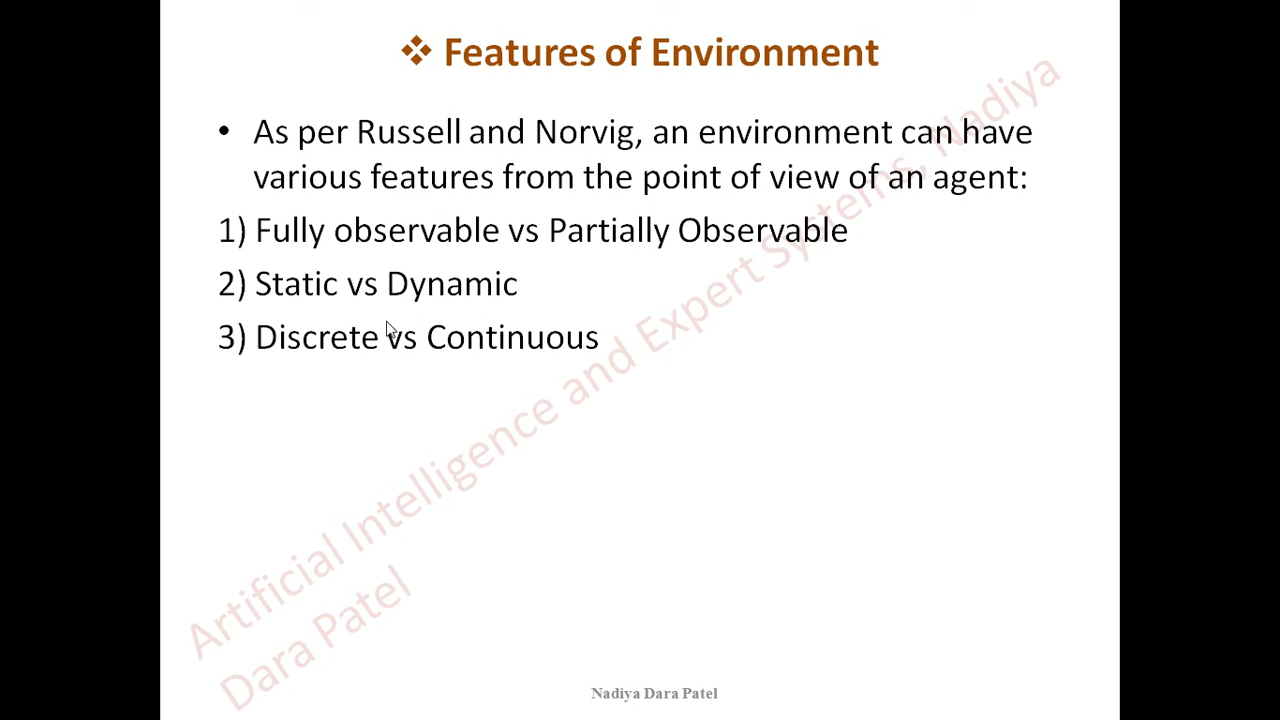 ❖ Features of Environment
• As per Russell and Norvig, an environment can have
various features from the point of view of an agent:
1) Fully observable vs Partially Observable
2) Static vs Dynamic
3) Discrete vs Continuous
Artificial Intelligence and Expert Systems, Nadiya
Dara Patel
Nadiya Dara Patel